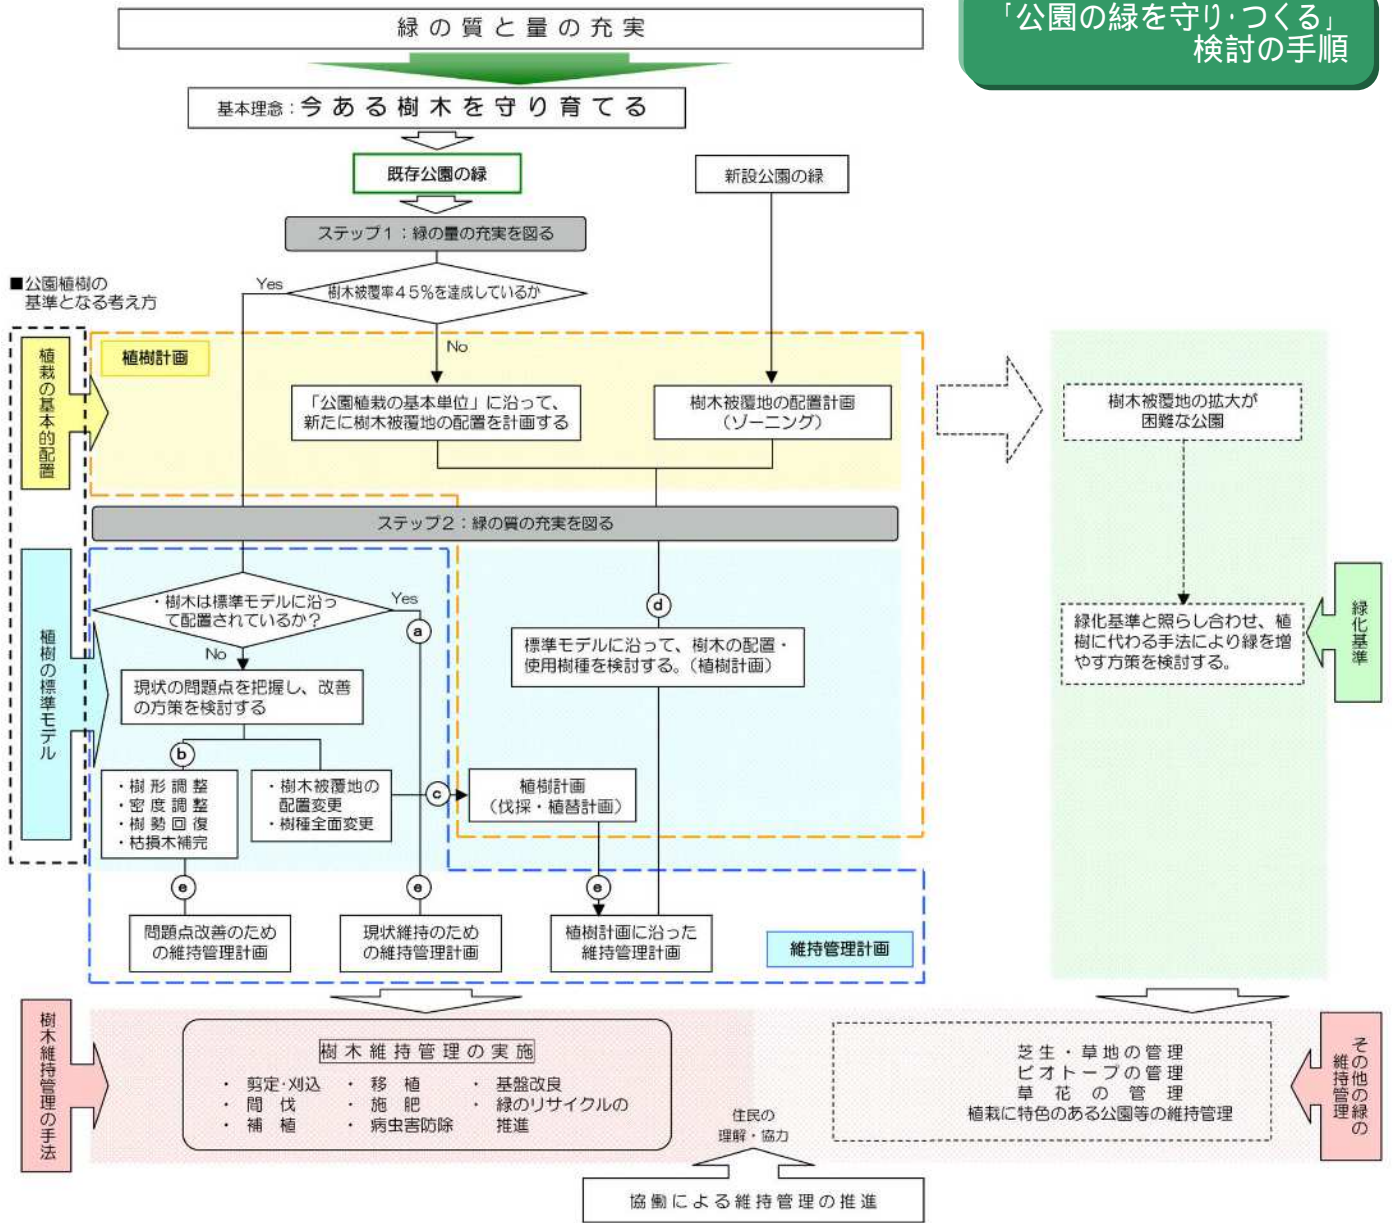 「公園の緑を守り・つくる」
検討の手順
緑の質と量の充実
基本理念：今ある樹木を守り育てる
既存公園の緑
新設公園の緑
ステップ１：緑の量の充実を図る
■公園植樹の
基準となる考え方
Yes
樹木被覆率４５％を達成しているか
No
植栽の基本的配置
植樹計画
「公園植栽の基本単位」に沿って、
新たに樹木被覆地の配置を計画する
樹木被覆地の配置計画
（ゾーニング）
樹木被覆地の拡大が
困難な公園
ステップ２：緑の質の充実を図る
植樹の標準モデル
・樹木は標準モデルに沿っ
て配置されているか？
Yes
a
No
d
現状の問題点を把握し、改善
の方策を検討する
標準モデルに沿って、樹木の配置・
使用樹種を検討する。（植樹計画）
緑化基準と照らし合わせ、植
樹に代わる手法により緑を増
やす方策を検討する。
緑化基準
b
・樹形調整
・密度調整
・樹勢回復
・枯損木補完
・樹木被覆地の
配置変更
・樹種全面変更
c
植樹計画
（伐採・植替計画）
e
e
e
問題点改善のため
の維持管理計画
現状維持のため
の維持管理計画
植樹計画に沿った
維持管理計画
維持管理計画
樹木維持管理の手法
樹木維持管理の実施
・ 剪定・刈込 ・ 移植 ・ 基盤改良
・ 間伐 ・ 施肥 ・ 緑のリサイクルの
・ 補植 ・ 病虫害防除 推進
芝生・草地の管理
ビオトープの管理
草花の管理
植栽に特色のある公園等の維持管理
その他の緑の
維持管理
住民の
理解・協力
協働による維持管理の推進